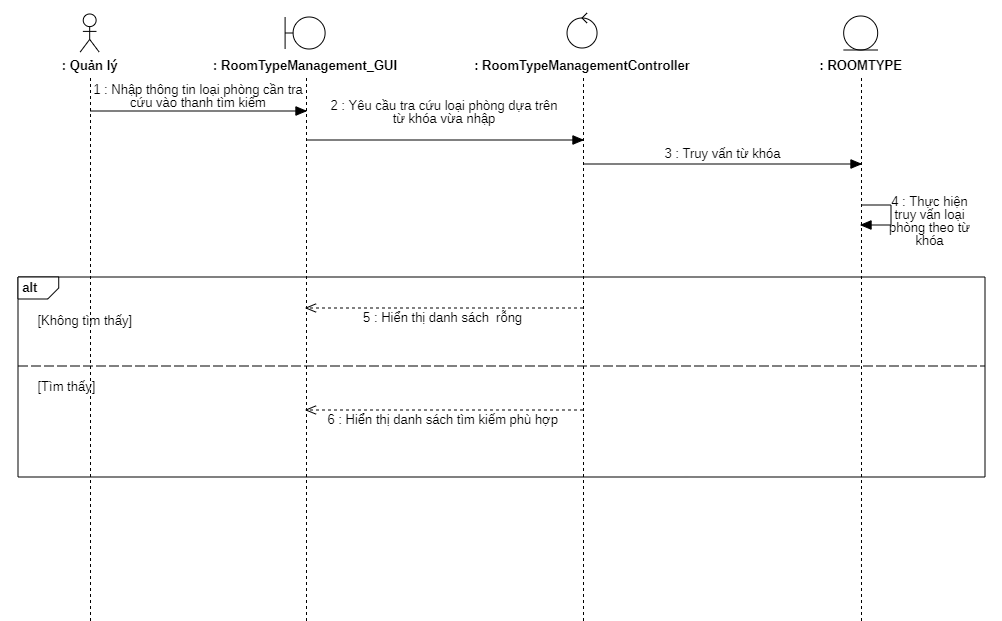 : Quản lý
: RoomTypeManagement_GUI
: RoomTypeManagementController
: ROOMTYPE
1 : Nhập thông tin loại phòng cần tra
cứu vào thanh tìm kiếm
2 : Yêu cầu tra cứu loại phòng dựa trên
từ khóa vừa nhập
3 : Truy vấn từ khóa
4 : Thực hiện
truy vấn loại
phòng theo từ
khóa
alt
5 : Hiển thị danh sách  rỗng
[Không tìm thấy]
[Tìm thấy]
6 : Hiển thị danh sách tìm kiếm phù hợp